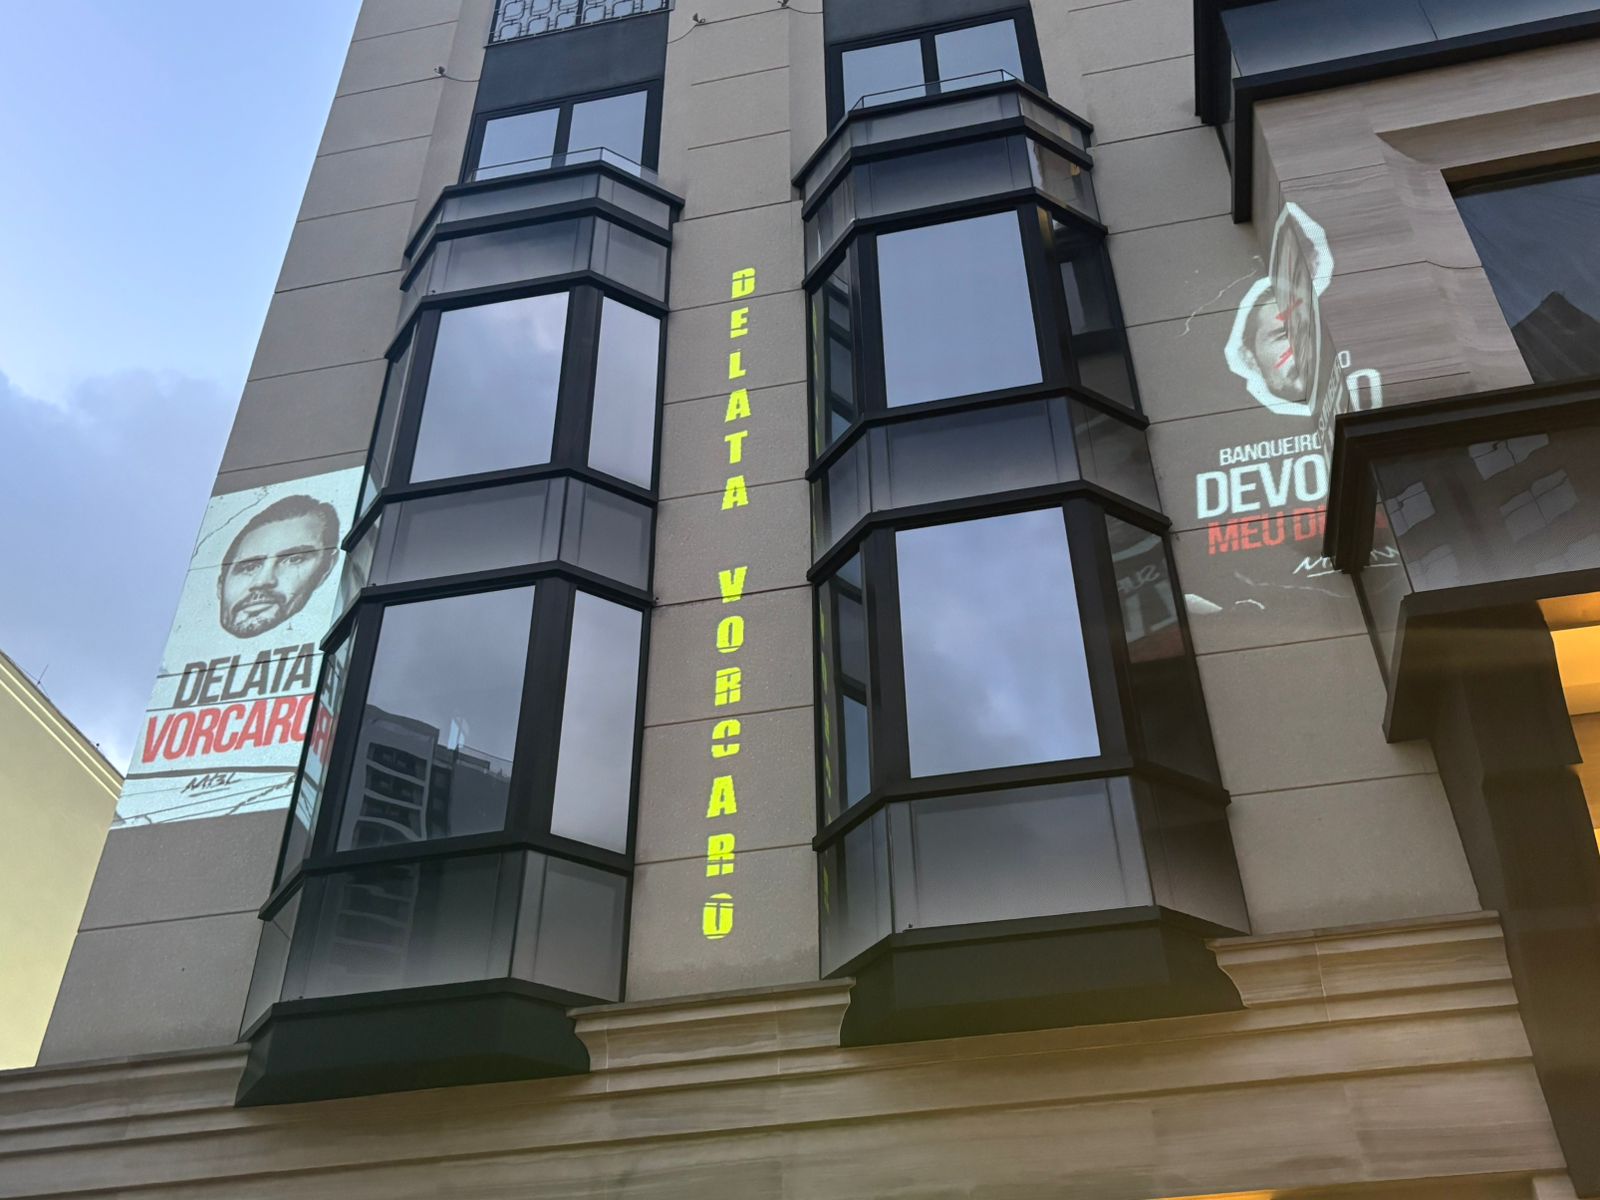 DELATA
VORCARO
MBL
DELATA VORCARO
BANQUEIRO
DEVO
MEU